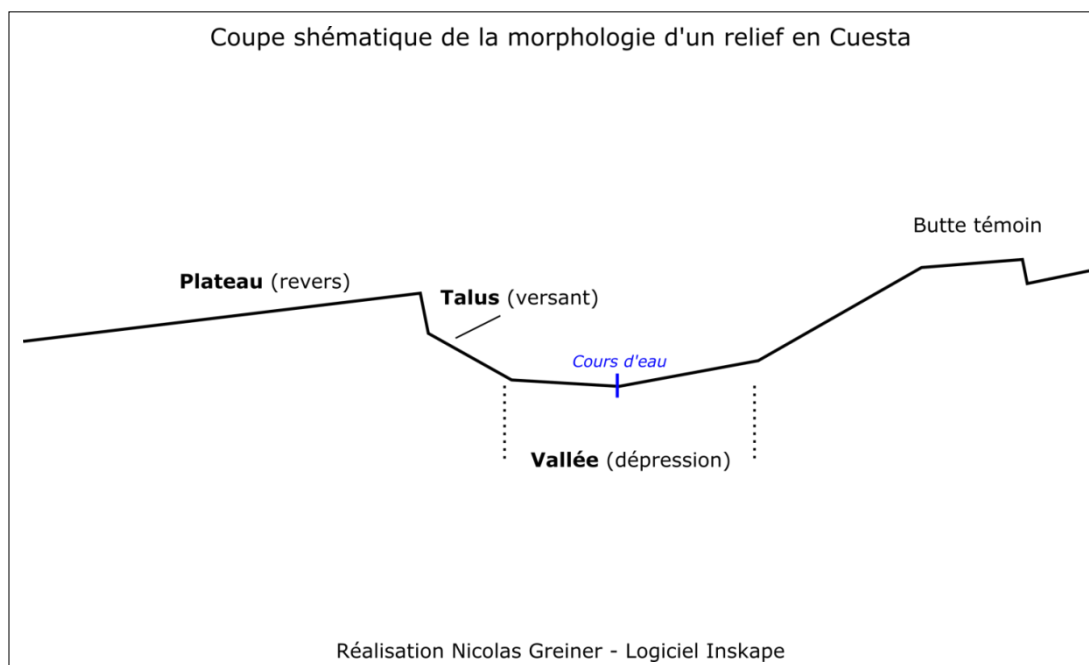 Coupe shématique de la morphologie d'un relief en Cuesta
Butte témoin
Plateau (revers)
Talus (versant)
Cours d'eau
Vallée (dépression)
Réalisation Nicolas Greiner - Logiciel Inskape